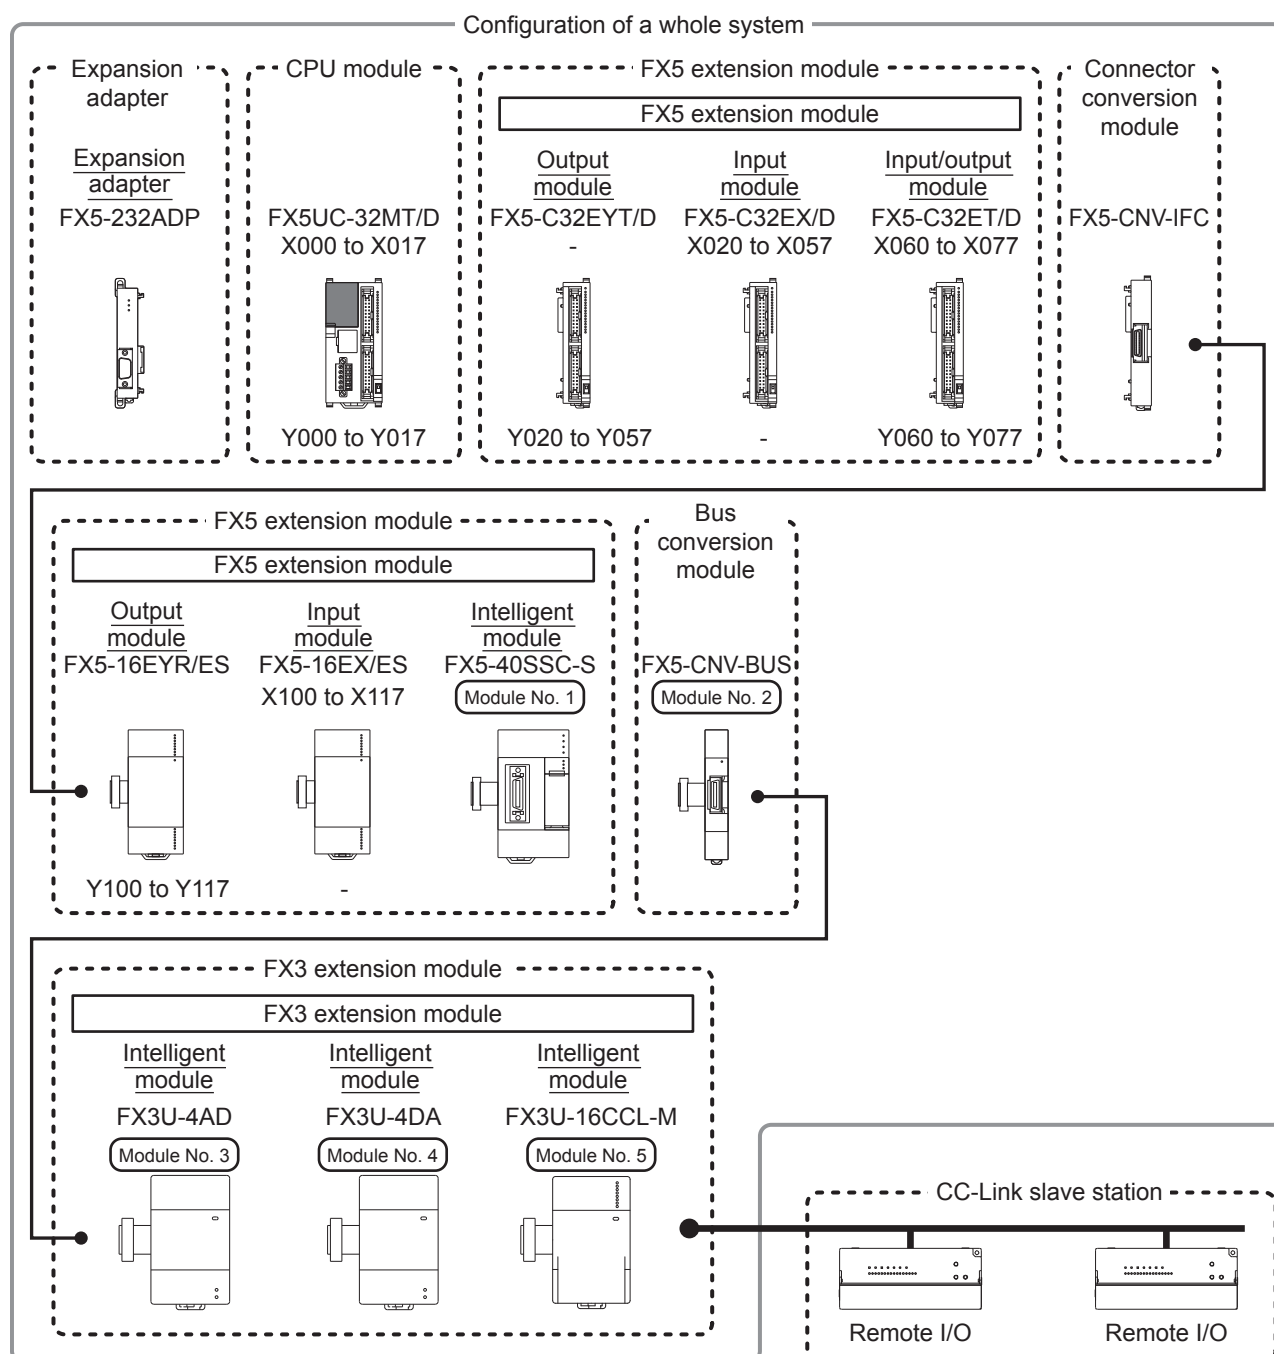 Configuration of a whole system
Expansion
adapter
Expansion
adapter
FX5-232ADP
CPU module
FX5UC-32MT/D
X000 to X017
Y000 to Y017
FX5 extension module
FX5 extension module
Output
module
FX5-C32EYT/D
-
Y020 to Y057
Input
module
FX5-C32EX/D
X020 to X057
-
Input/output
module
FX5-C32ET/D
X060 to X077
Y060 to Y077
Connector
conversion
module
FX5-CNV-IFC
FX5 extension module
FX5 extension module
Output
module
FX5-16EYR/ES
Y100 to Y117
Input
module
FX5-16EX/ES
X100 to X117
-
Intelligent
module
FX5-40SSC-S
Module No. 1
Bus
conversion
module
FX5-CNV-BUS
Module No. 2
FX3 extension module
FX3 extension module
Intelligent
module
FX3U-4AD
Module No. 3
Intelligent
module
FX3U-4DA
Module No. 4
Intelligent
module
FX3U-16CCL-M
Module No. 5
CC-Link slave station
Remote I/O
Remote I/O